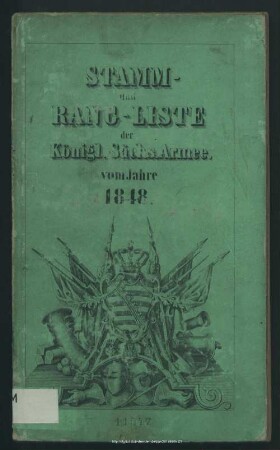 STAMM-
und
RANG-LISTE
der
Königl. Sächs. Armee.
vom Jahre
1848.
M